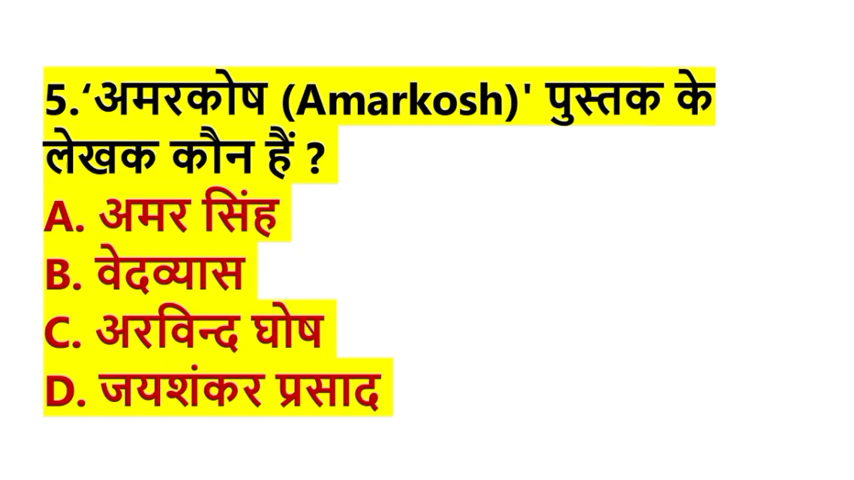 5.‘अमरकोष (Amarkosh)' पुस्तक के
लेखक कौन हैं ?
A. अमर सिंह
B. वेदव्यास
C. अरविन्द घोष
D. जयशंकर प्रसाद